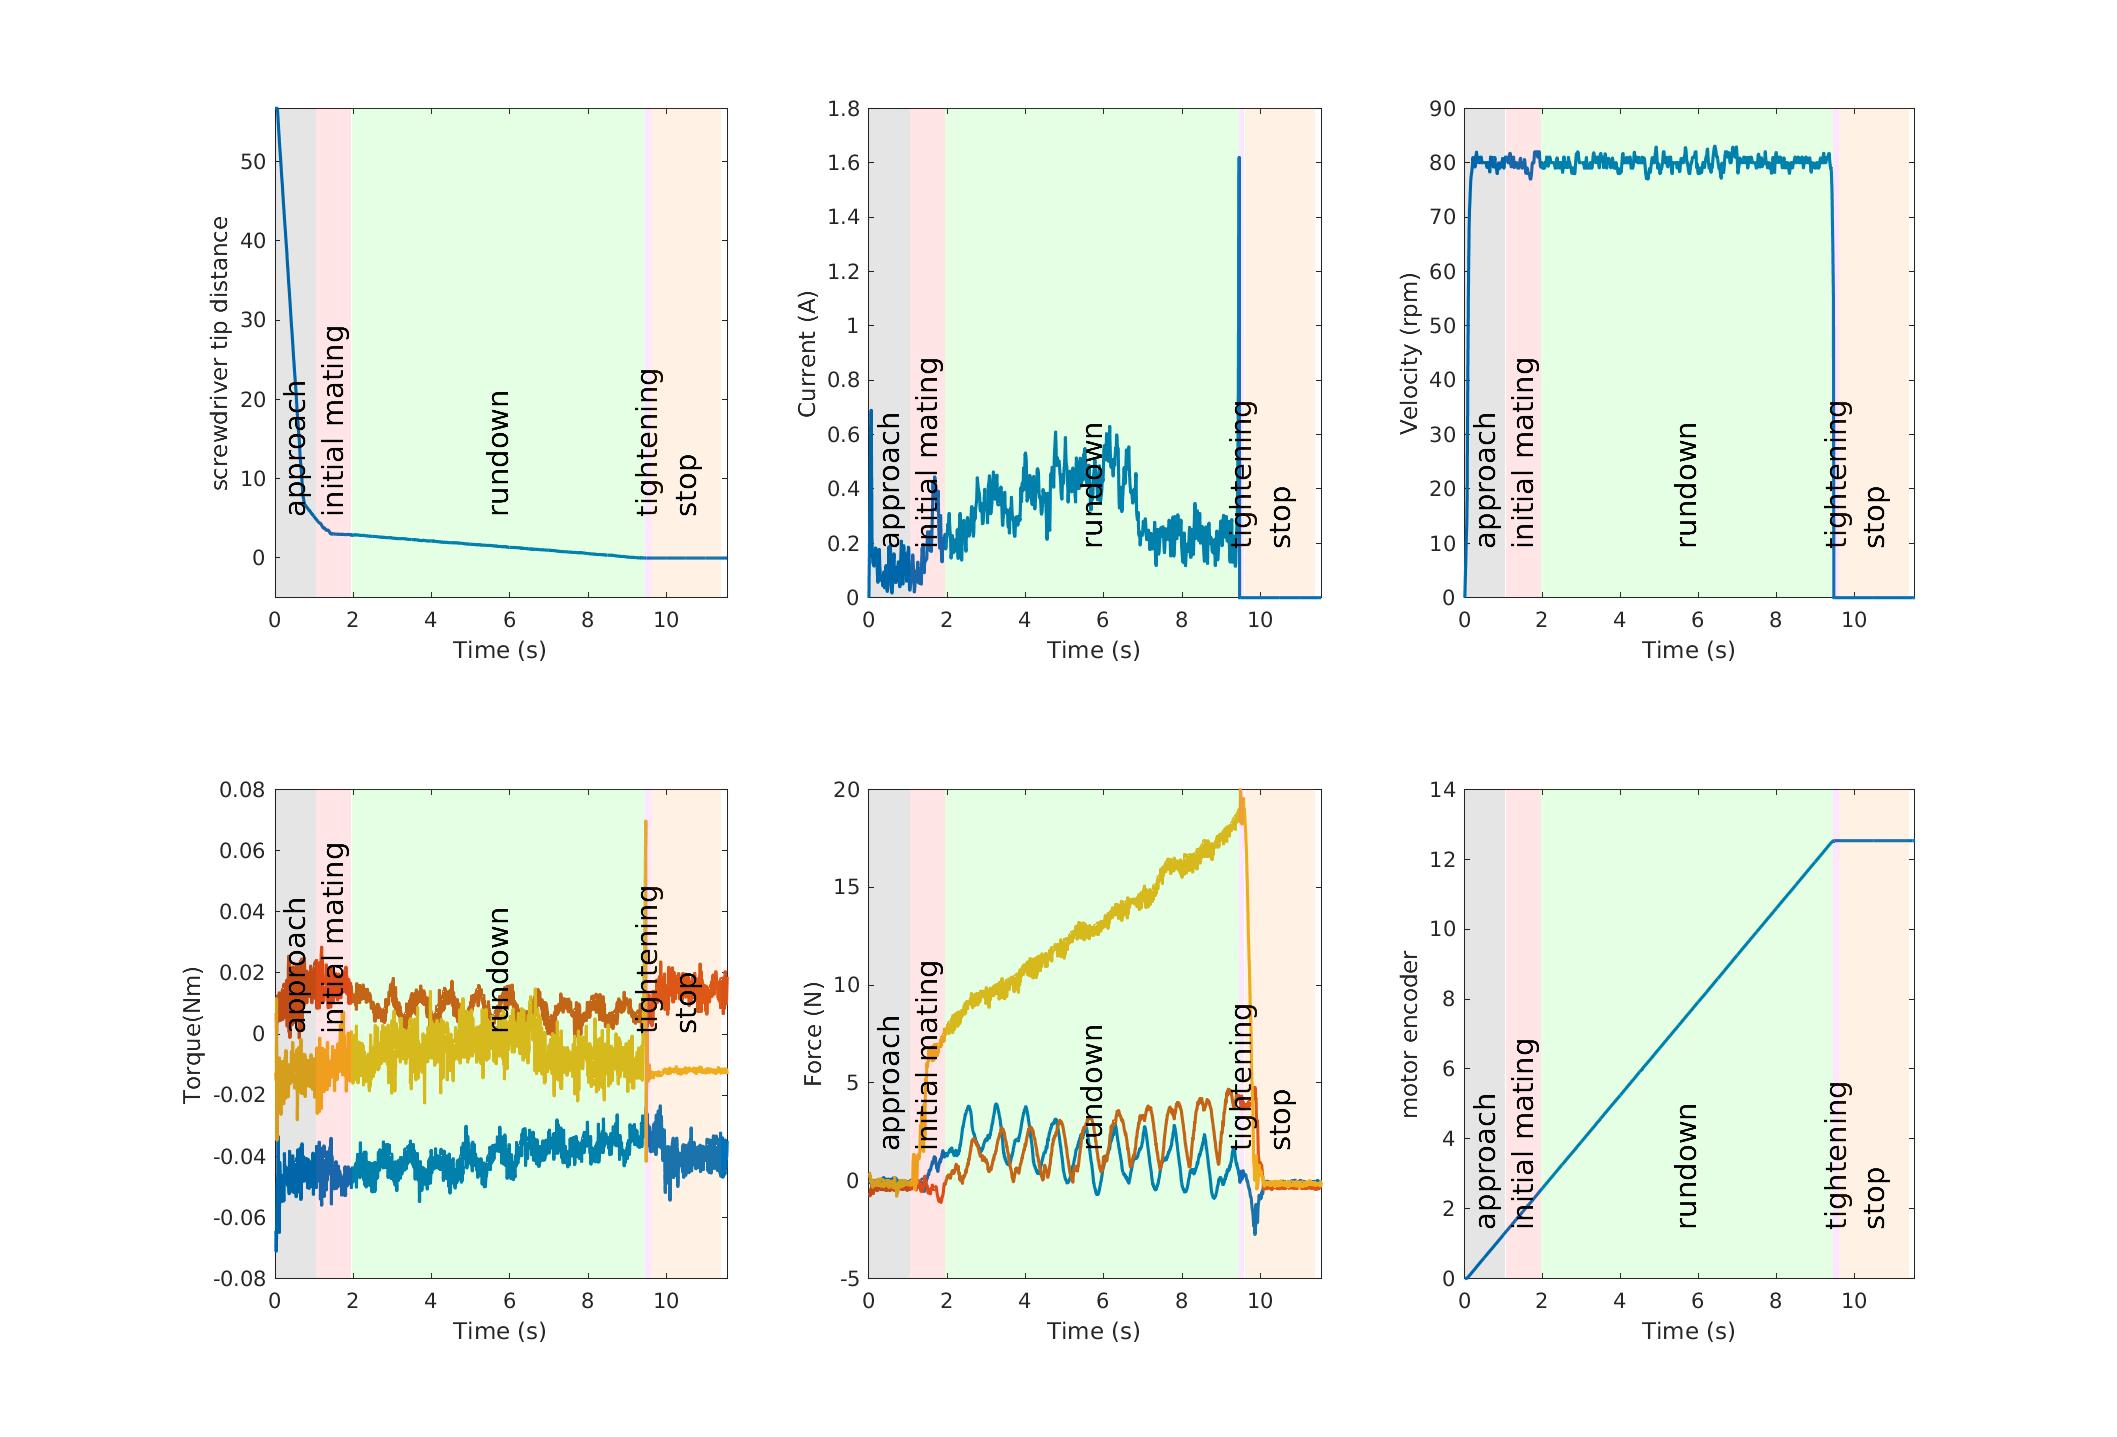 screwdriver tip distance
50
40
30
20
10
0
approach
initial mating
rundown
tightening
stop
0 2 4 6 8 10
Time (s)
Current (A)
1.8
1.6
1.4
1.2
1
0.8
0.6
0.4
0.2
0
approach
initial mating
rundown
tightening
stop
0 2 4 6 8 10
Time (s)
Velocity (rpm)
90
80
70
60
50
40
30
20
10
0
approach
initial mating
rundown
tightening
stop
0 2 4 6 8 10
Time (s)
Torque(Nm)
0.08
0.06
0.04
0.02
0
-0.02
-0.04
-0.06
-0.08
approach
initial mating
rundown
tightening
stop
0 2 4 6 8 10
Time (s)
Force (N)
20
15
10
5
0
-5
approach
initial mating
rundown
tightening
stop
0 2 4 6 8 10
Time (s)
motor encoder
14
12
10
8
6
4
2
0
approach
initial mating
rundown
tightening
stop
0 2 4 6 8 10
Time (s)